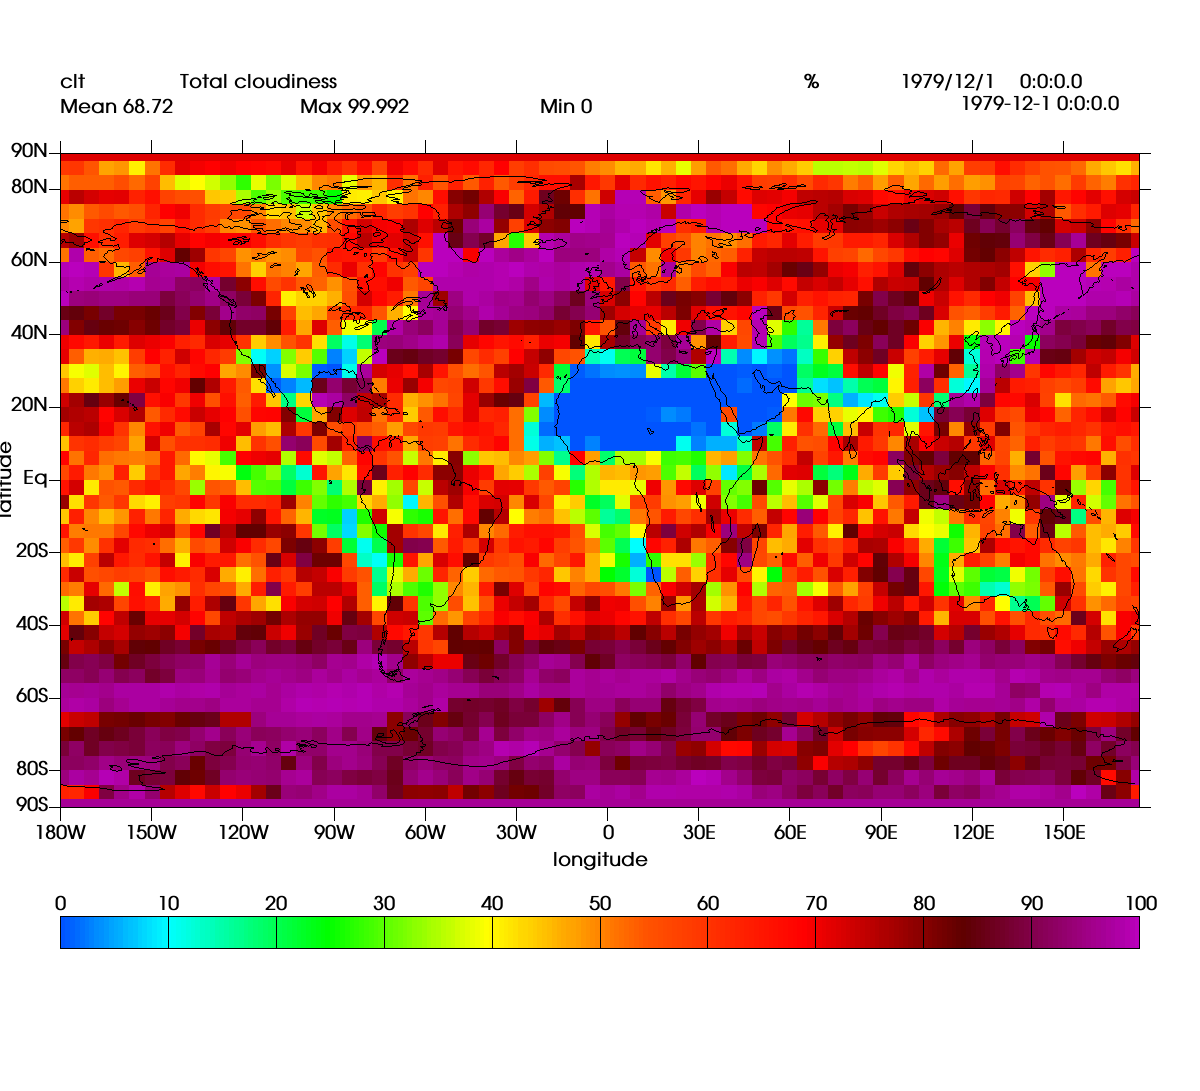 clt Total cloudiness % 1979/12/1 0:0:0.0
Mean 68.72 Max 99.992 Min 0 1979-12-1 0:0:0.0
90N
80N
60N
40N
20N
Eq
20S
40S
60S
80S
90S
latitude
180W 150W 120W 90W 60W 30W 0 30E 60E 90E 120E 150E
longitude
0 10 20 30 40 50 60 70 80 90 100